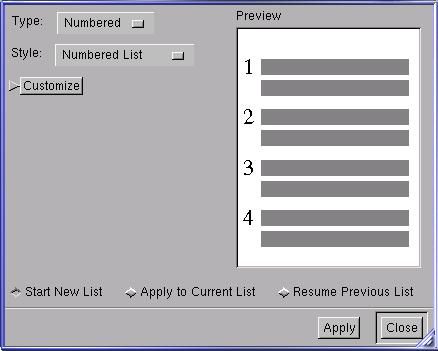 Type: Numbered
Preview
Style: Numbered List
Customize
1
2
3
4
Start New List Apply to Current List Resume Previous List
Apply Close